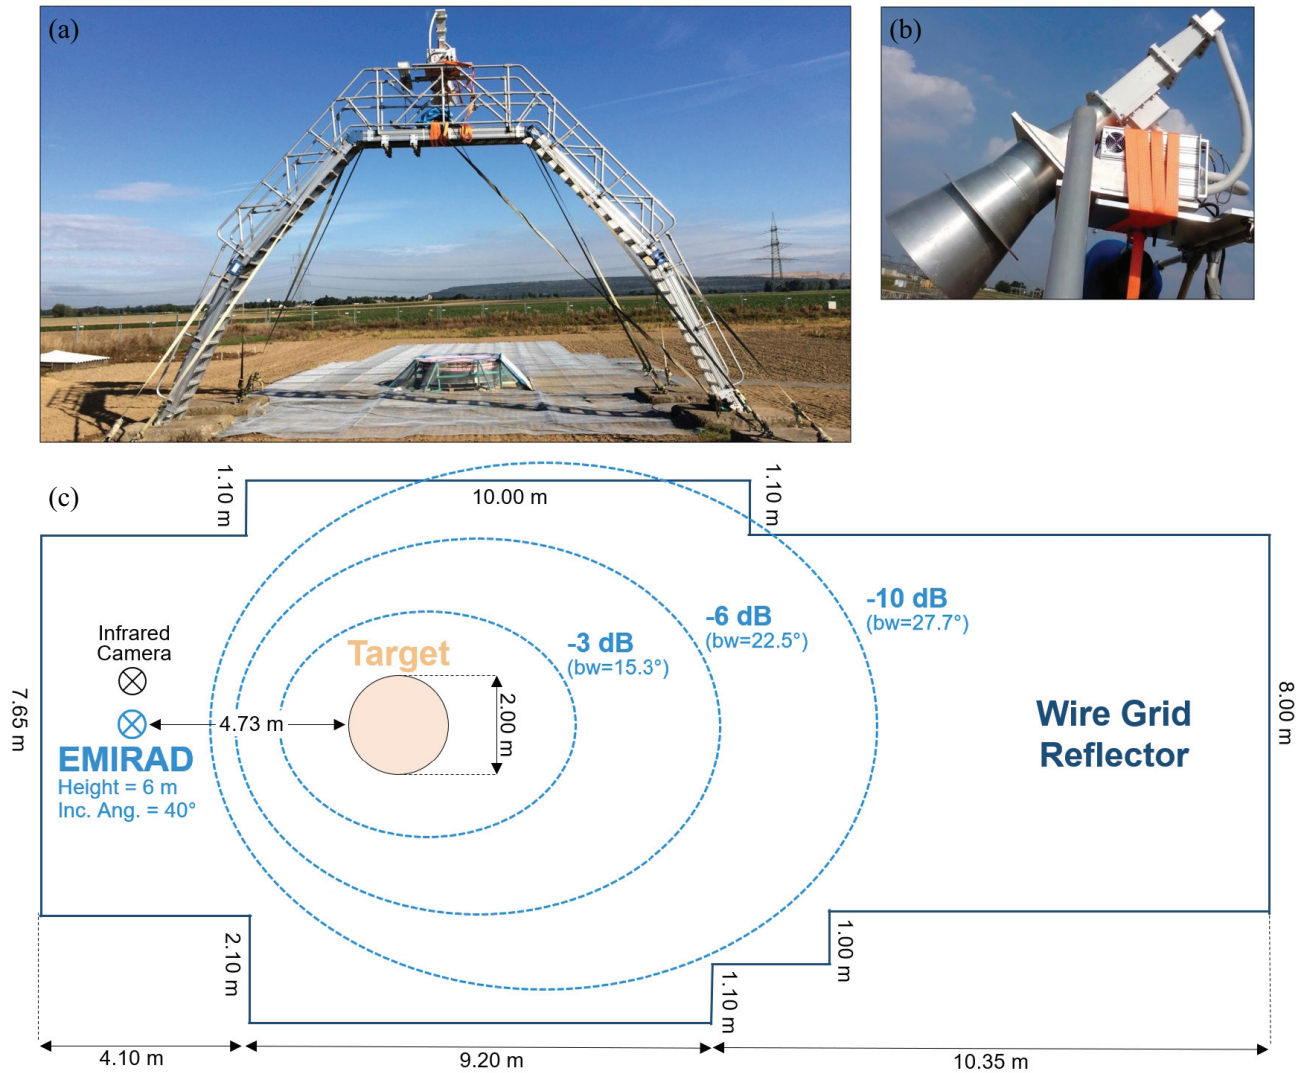 (a)
(b)
(c)
1.10 m
10.00 m
1.10 m
-10 dB
(bw=27.7°)
-6 dB
(bw=22.5°)
-3 dB
(bw=15.3°)
Infrared
Camera
Target
7.65 m
4.73 m
2.00 m
8.00 m
EMIRAD
Height = 6 m
Inc. Ang. = 40°
Wire Grid
Reflector
2.10 m
1.10 m
1.00 m
4.10 m
9.20 m
10.35 m